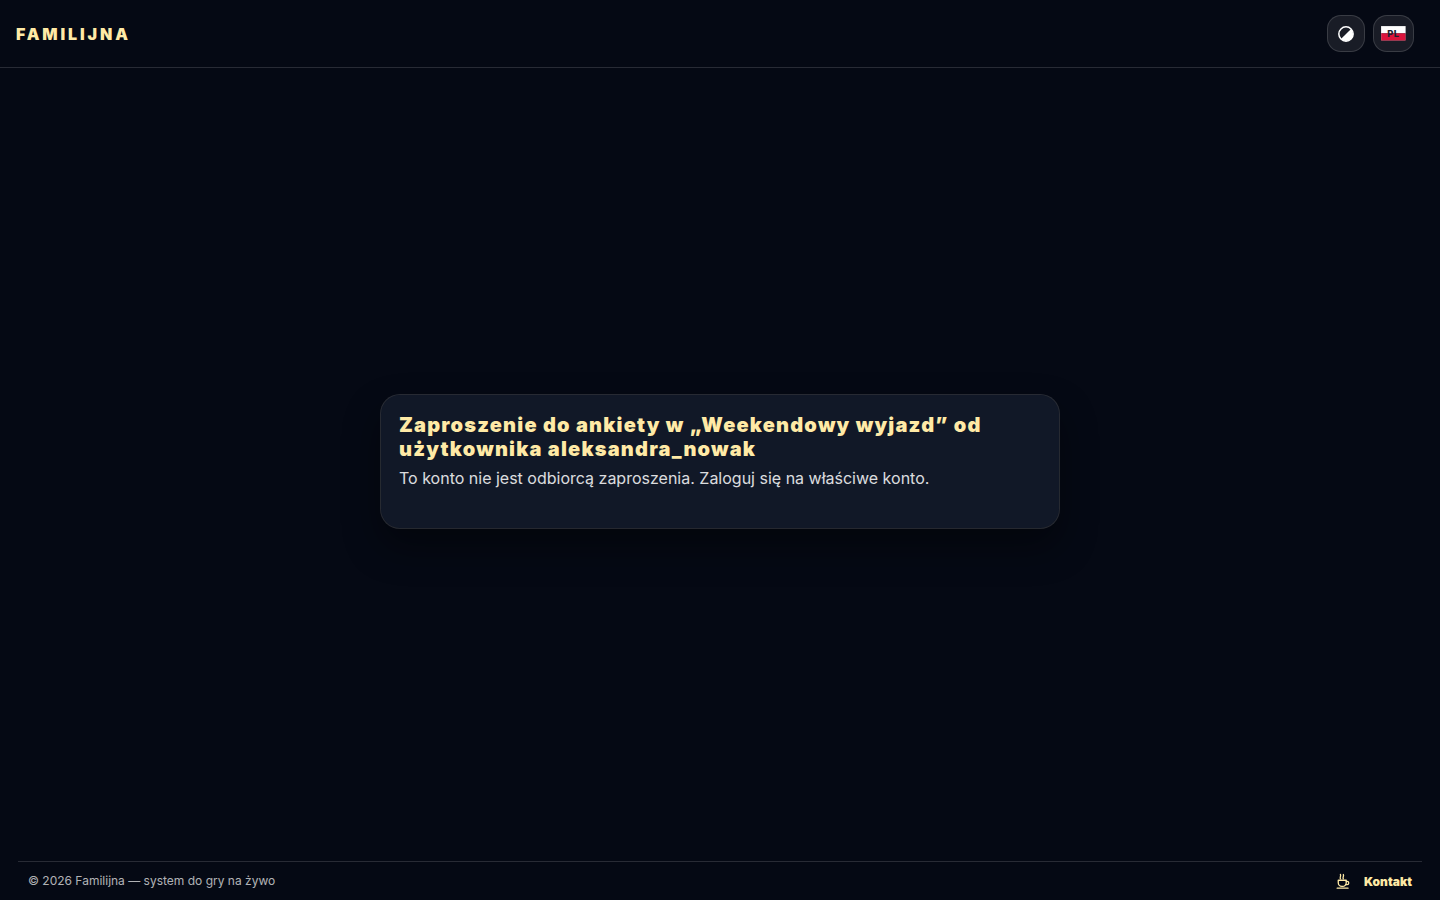 FAMILIJNA
PL
Zaproszenie do ankiety w „Weekendowy wyjazd” od
użytkownika aleksandra_nowak
To konto nie jest odbiorcą zaproszenia. Zaloguj się na właściwe konto.
© 2026 Familijna — system do gry na żywo
Kontakt